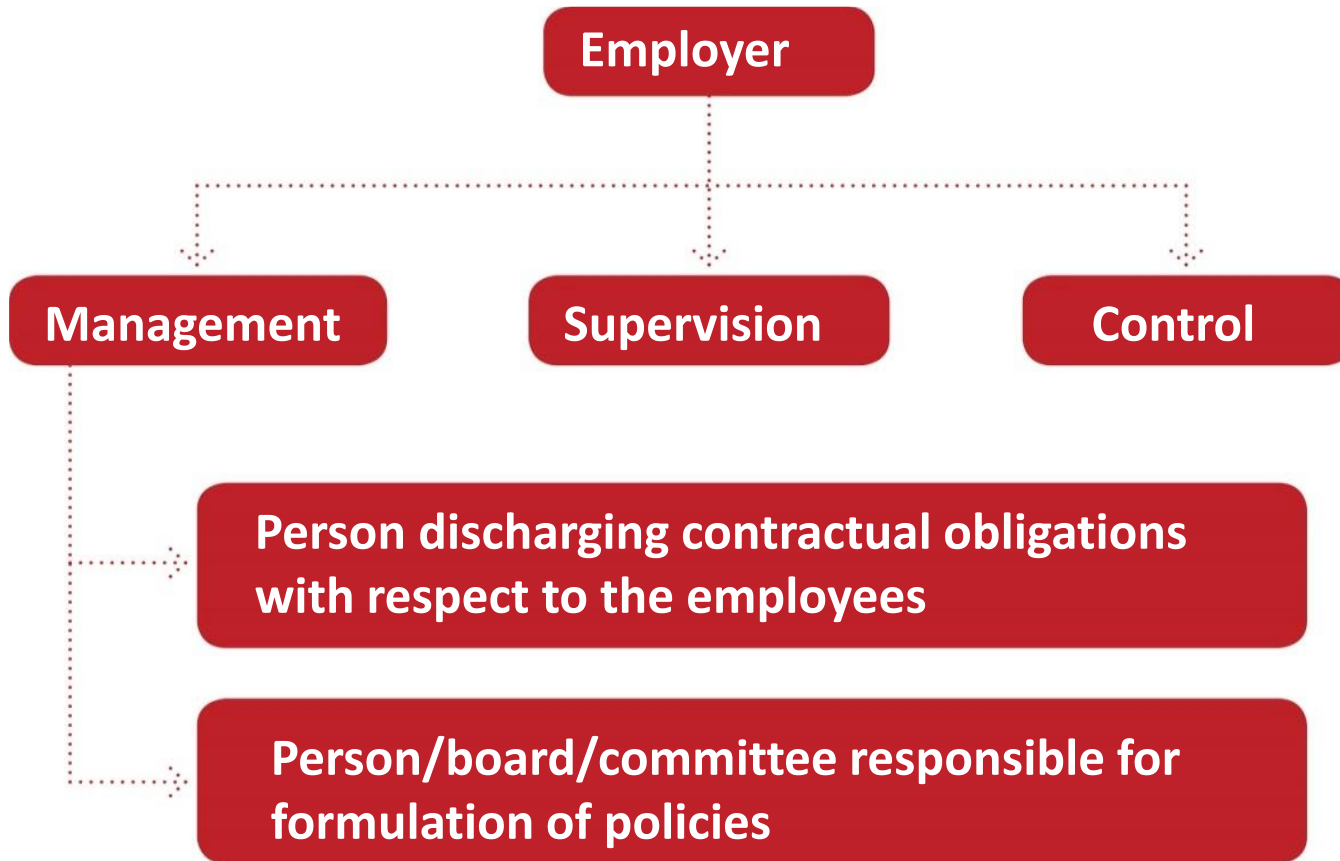 Employer
Management
Supervision
Control
Person discharging contractual obligations
with respect to the employees
Person/board/committee responsible for
formulation of policies